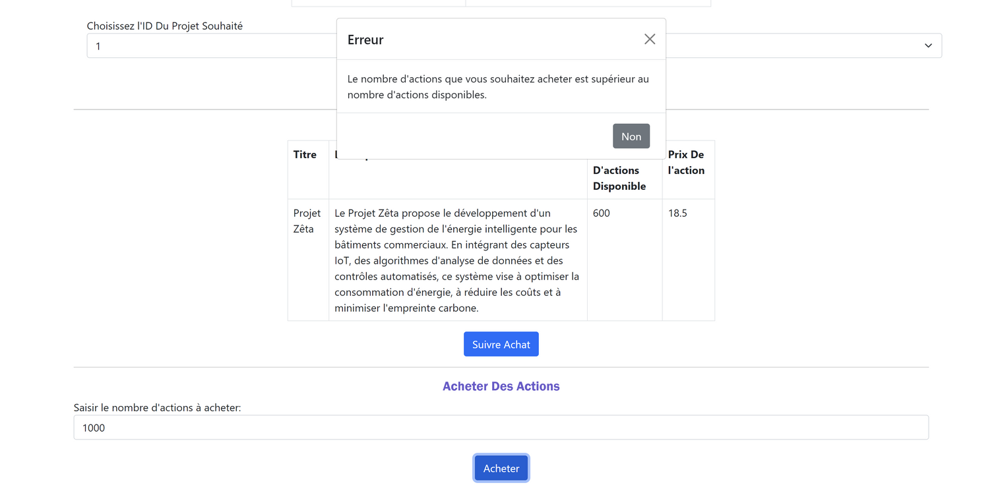 Choisissez l'ID Du Projet Souhaité
1
Erreur
Le nombre d'actions que vous souhaitez acheter est supérieur au
nombre d'actions disponibles.
Non
Titre
Prix De
l'action
D'actions
Disponible
Projet
Zêta
Le Projet Zêta propose le développement d'un
système de gestion de l'énergie intelligente pour les
bâtiments commerciaux. En intégrant des capteurs
IoT, des algorithmes d'analyse de données et des
contrôles automatisés, ce système vise à optimiser la
consommation d'énergie, à réduire les coûts et à
minimiser l'empreinte carbone.
600
18.5
Suivre Achat
Acheter Des Actions
Saisir le nombre d'actions à acheter:
1000
Acheter